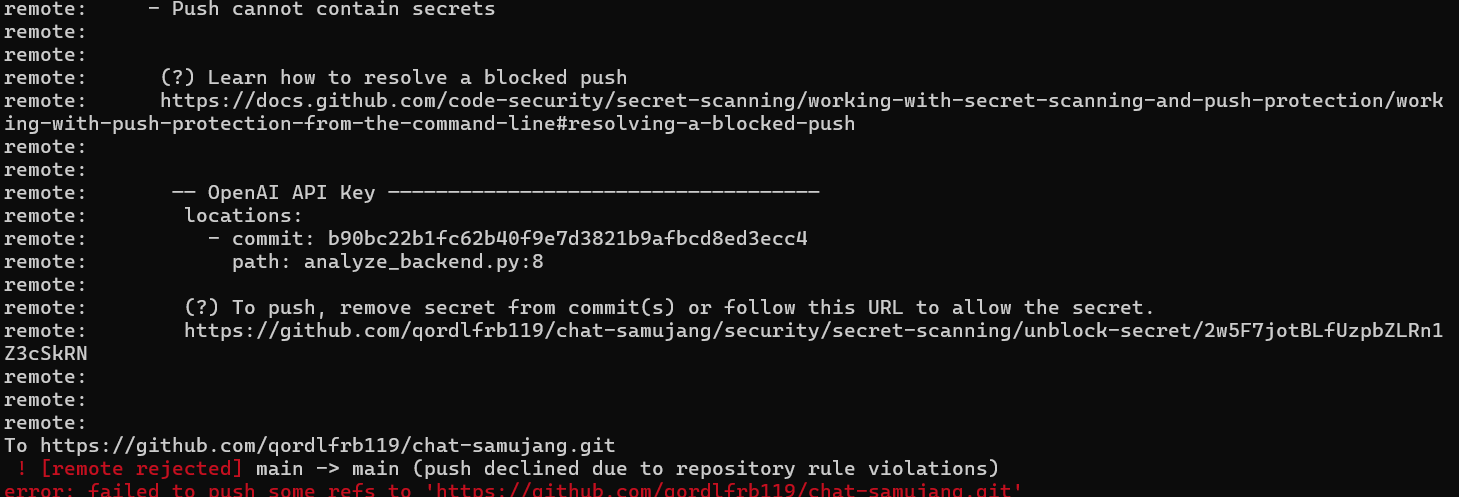 remote:     - Push cannot contain secrets
remote:
remote:
remote:      (?) Learn how to resolve a blocked push
remote:      https://docs.github.com/code-security/secret-scanning/working-with-secret-scanning-and-push-protection/work
ing-with-push-protection-from-the-command-line#resolving-a-blocked-push
remote:
remote:
remote:       —— OpenAI API Key ————————————————————————————————————
remote:        locations:
remote:          - commit: b90bc22b1fc62b40f9e7d3821b9afbcd8ed3ecc4
remote:            path: analyze_backend.py:8
remote:
remote:        (?) To push, remove secret from commit(s) or follow this URL to allow the secret.
remote:        https://github.com/qordlfrb119/chat-samujang/security/secret-scanning/unblock-secret/2w5F7jotBLfUzpbZLRn1
Z3cSkRN
remote:
remote:
remote:
To https://github.com/qordlfrb119/chat-samujang.git
 ! [remote rejected] main -> main (push declined due to repository rule violations)
error: failed to push some refs to 'https://github.com/qordlfrb119/chat-samujang.git'